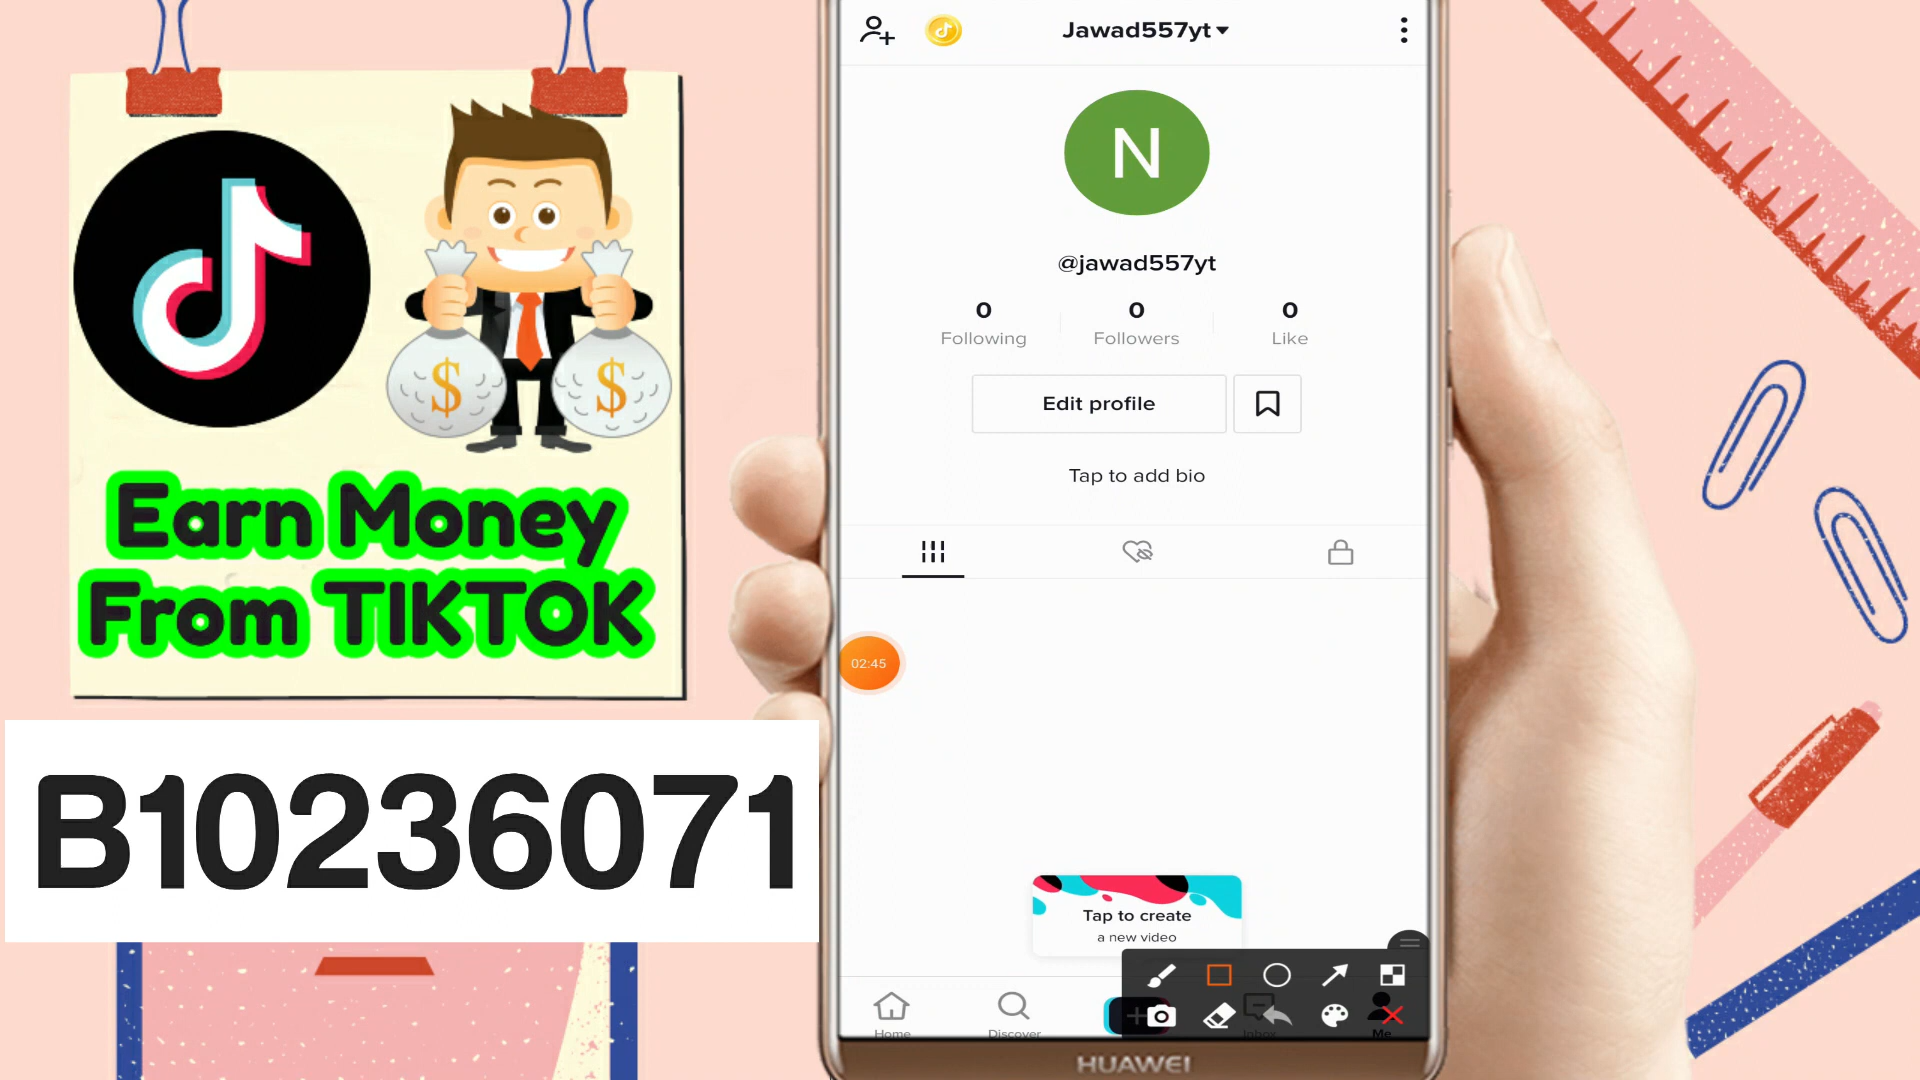 Jawad557yt
N
@jawad557yt
0 0 0
Following Followers Like
Edit profile
Tap to add bio
$ $
Earn Money
From TIKTOK
02:45
B10236071
Tap to create
a new video
Home Discover Inbox Me
HUAWEI